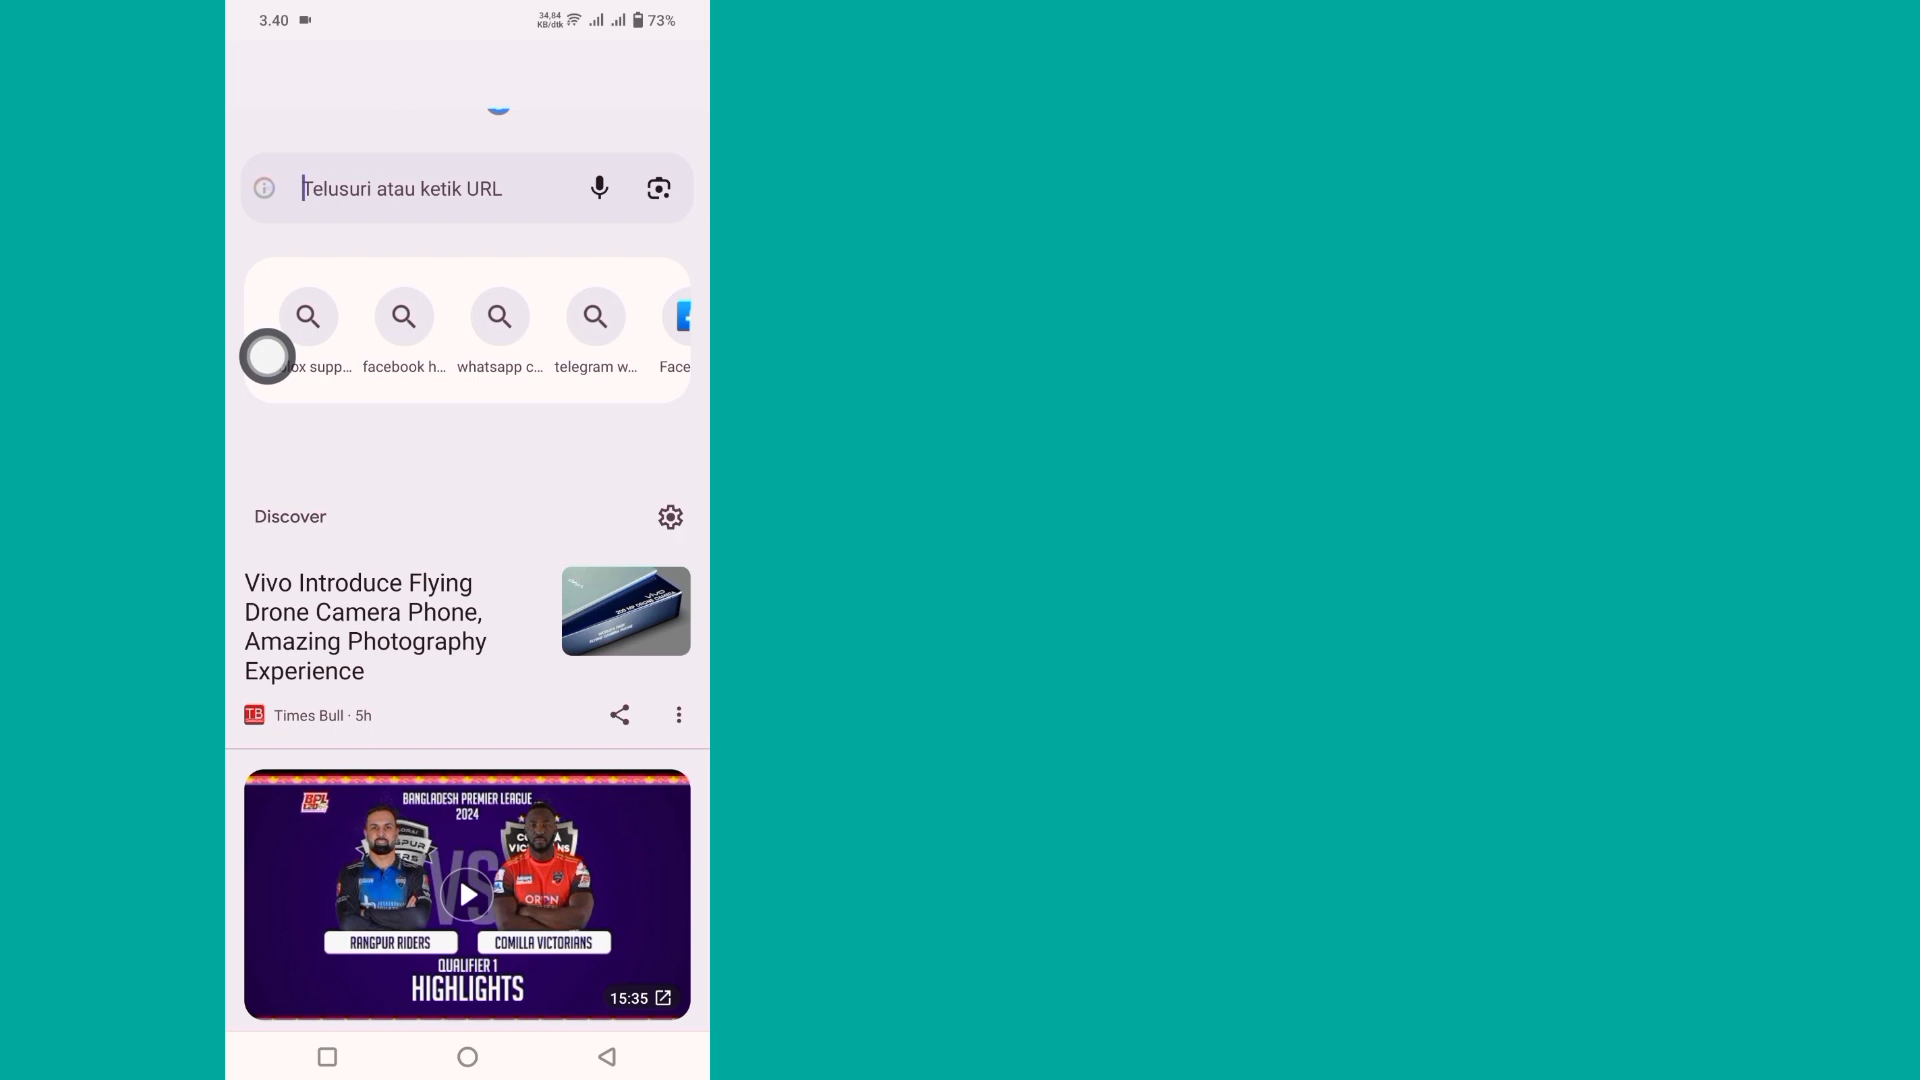 3.40 34,84 KB/dtk 73%
Telusuri atau ketik URL
lox supp... facebook h... whatsapp c... telegram w... Face
Discover
Vivo Introduce Flying
Drone Camera Phone,
Amazing Photography
Experience
TB Times Bull · 5h
BPL
BANGLADESH PREMIER LEAGUE
2024
VS
RANGPUR RIDERS COMILLA VICTORIANS
QUALIFIER 1
HIGHLIGHTS
15:35